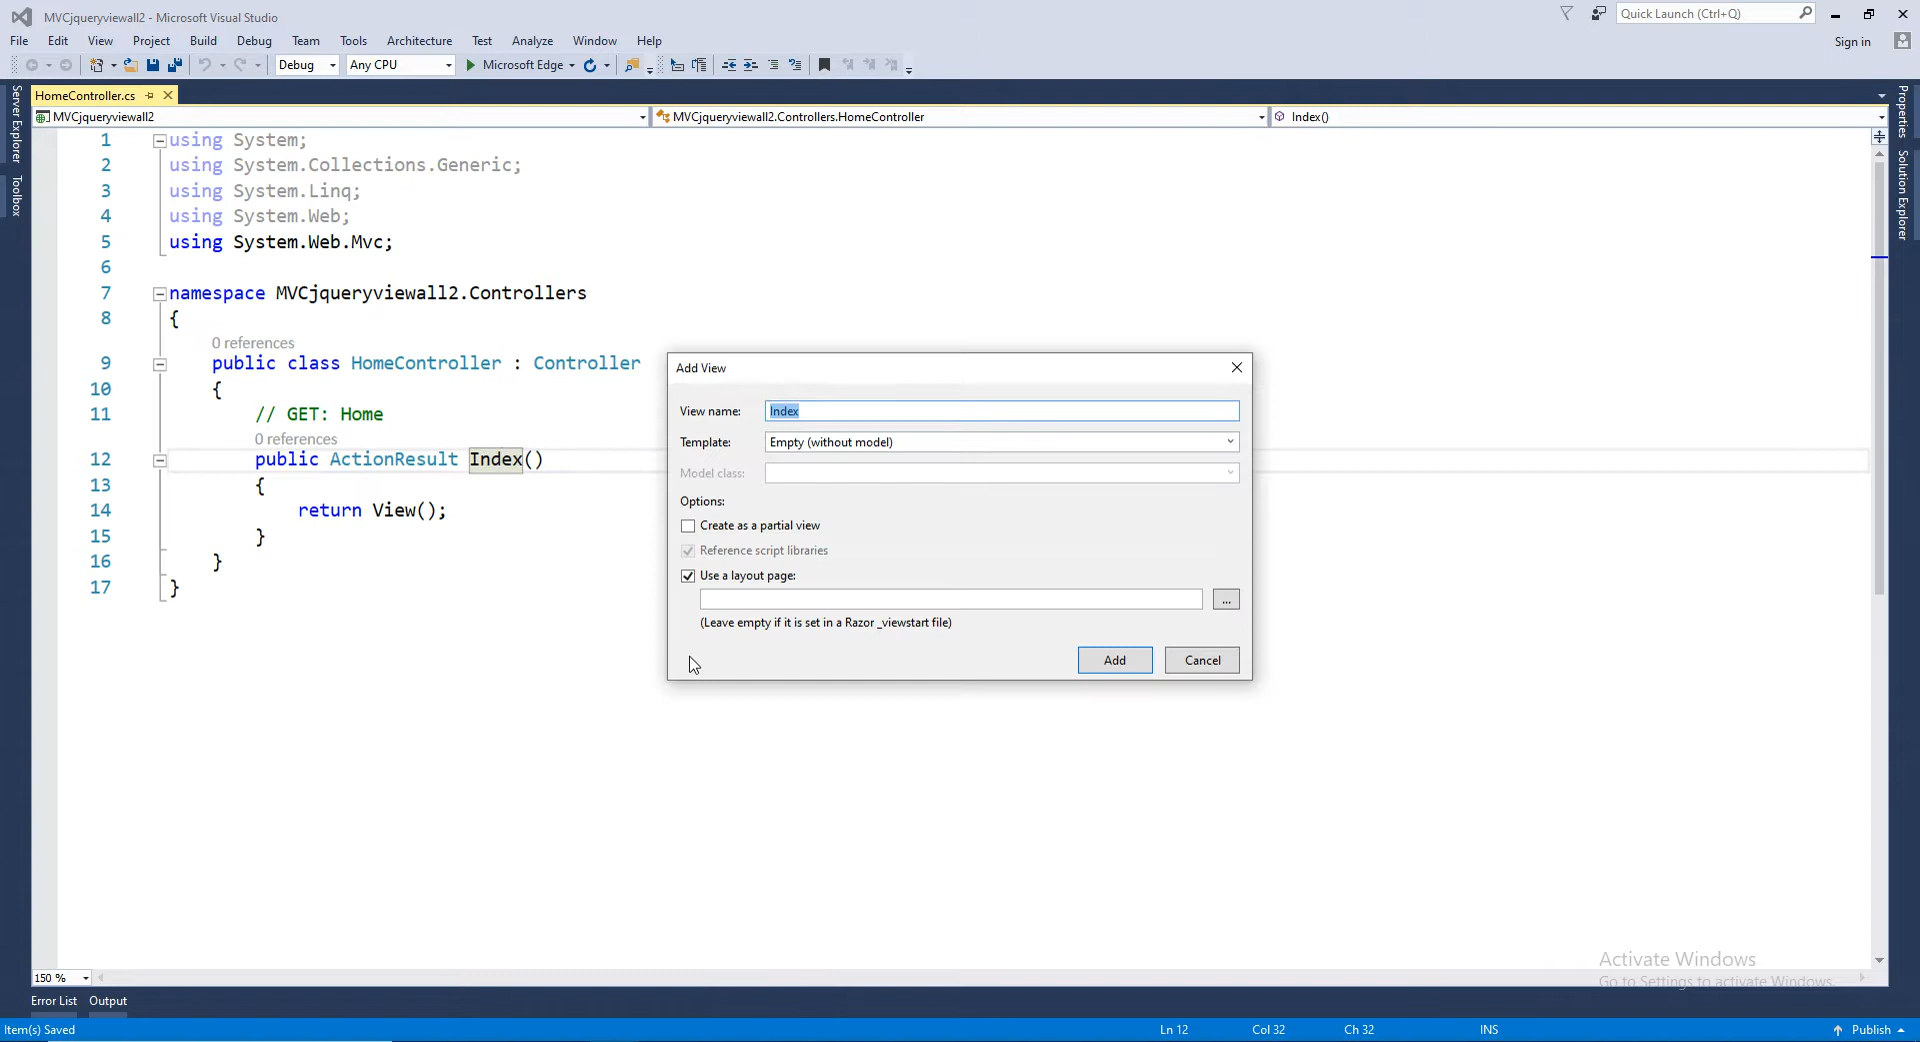 MVCjqueryviewall2 - Microsoft Visual Studio
Quick Launch (Ctrl+Q)
File Edit View Project Build Debug Team Tools Architecture Test Analyze Window Help
Sign in
Debug Any CPU Microsoft Edge
Server Explorer
Toolbox
Properties
Solution Explorer
HomeController.cs
MVCjqueryviewall2 MVCjqueryviewall2.Controllers.HomeController Index()
1 using System;
2 using System.Collections.Generic;
3 using System.Linq;
4 using System.Web;
5 using System.Web.Mvc;
6
7 namespace MVCjqueryviewall2.Controllers
8 {
0 references
9 public class HomeController : Controller
10 {
11 // GET: Home
0 references
12 public ActionResult Index()
13 {
14 return View();
15 }
16 }
17 }
Add View
View name: Index
Template: Empty (without model)
Model class:
Options:
Create as a partial view
Reference script libraries
Use a layout page:
...
(Leave empty if it is set in a Razor _viewstart file)
Add Cancel
Activate Windows
Go to Settings to activate Windows.
150 %
Error List Output
Item(s) Saved Ln 12 Col 32 Ch 32 INS Publish